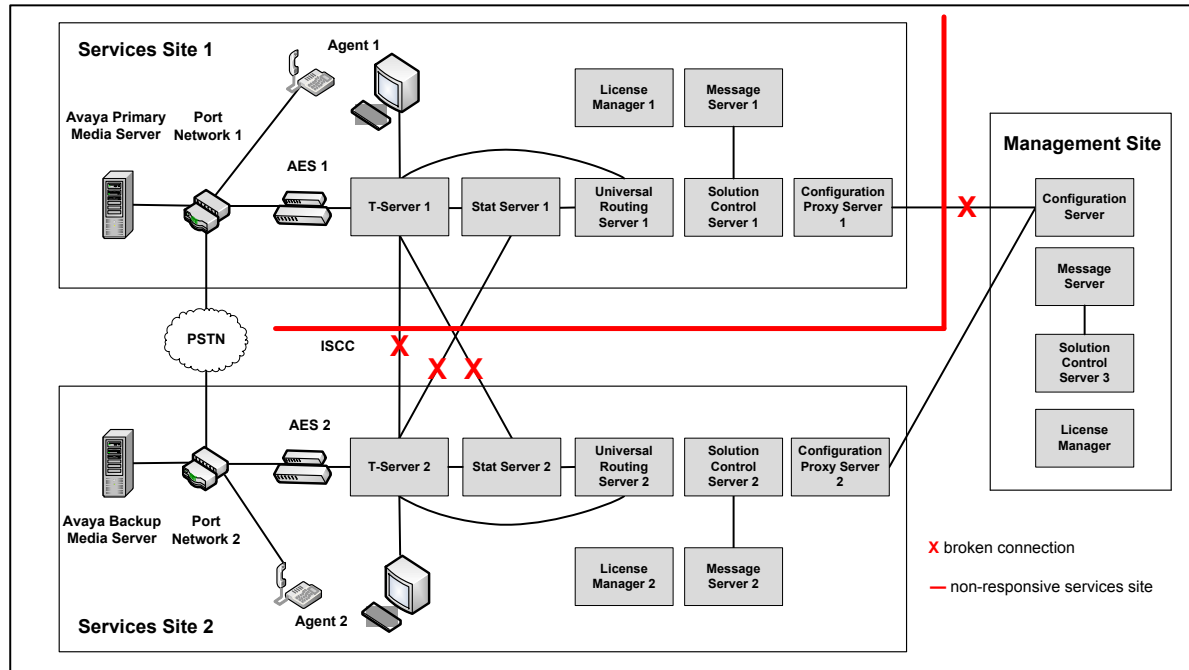 Services Site 1
Agent 1
Avaya Primary
Media Server
Port
Network 1
AES 1
License
Manager 1
Message
Server 1
T-Server 1
Stat Server 1
Universal
Routing
Server 1
Solution
Control
Server 1
Configuration
Proxy Server
1
X
Management Site
Configuration
Server
Message
Server
Solution
Control
Server 3
License
Manager
PSTN
ISCC
X
X
X
Avaya Backup
Media Server
Port
Network 2
AES 2
T-Server 2
Stat Server 2
Universal
Routing
Server 2
Solution
Control
Server 2
Configuration
Proxy Server
2
License
Manager 2
Message
Server 2
Agent 2
Services Site 2
X broken connection
non-responsive services site